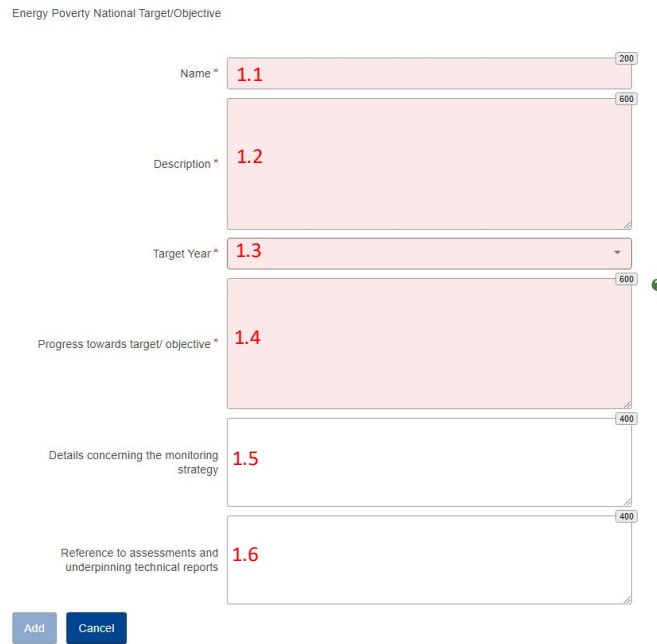 Energy Poverty National Target/Objective
200
Name * 1.1
600
Description * 1.2
Target Year * 1.3
600
Progress towards target/ objective * 1.4
400
Details concerning the monitoring
strategy
1.5
400
Reference to assessments and
underpinning technical reports
1.6
Add Cancel